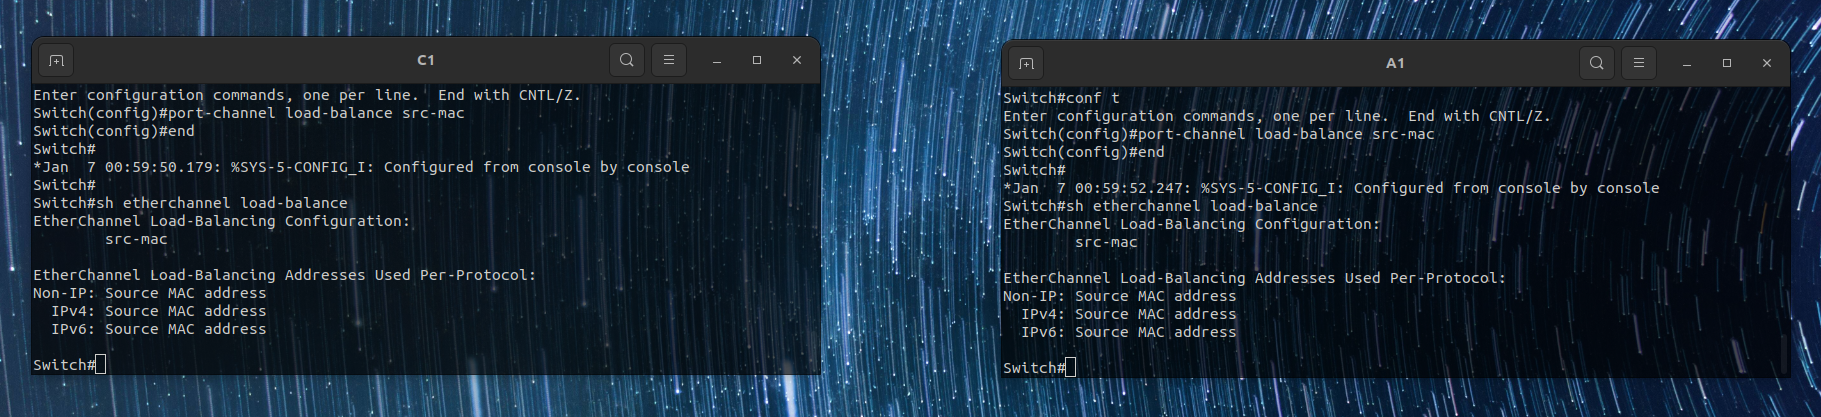 C1
Enter configuration commands, one per line.  End with CNTL/Z.
Switch(config)#port-channel load-balance src-mac
Switch(config)#end
Switch#
*Jan  7 00:59:50.179: %SYS-5-CONFIG_I: Configured from console by console
Switch#
Switch#sh etherchannel load-balance
EtherChannel Load-Balancing Configuration:
        src-mac
EtherChannel Load-Balancing Addresses Used Per-Protocol:
Non-IP: Source MAC address
  IPv4: Source MAC address
  IPv6: Source MAC address
Switch#
A1
Switch#conf t
Enter configuration commands, one per line.  End with CNTL/Z.
Switch(config)#port-channel load-balance src-mac
Switch(config)#end
Switch#
*Jan  7 00:59:52.247: %SYS-5-CONFIG_I: Configured from console by console
Switch#sh etherchannel load-balance
EtherChannel Load-Balancing Configuration:
        src-mac
EtherChannel Load-Balancing Addresses Used Per-Protocol:
Non-IP: Source MAC address
  IPv4: Source MAC address
  IPv6: Source MAC address
Switch#